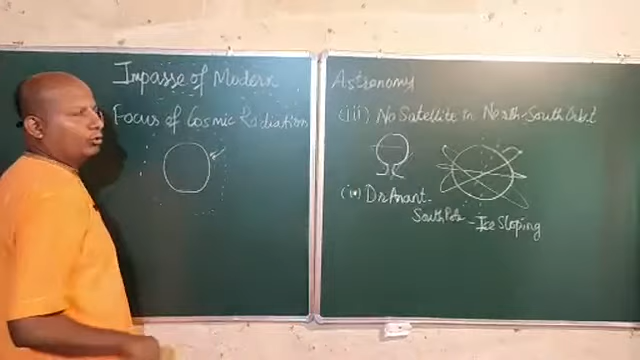 Impasse of Modern Astronomy
Focus of Cosmic Radiations
(iii) No Satellite in North-South Orbit
(iv) Dr Anant-
South Pole - Ice Sloping